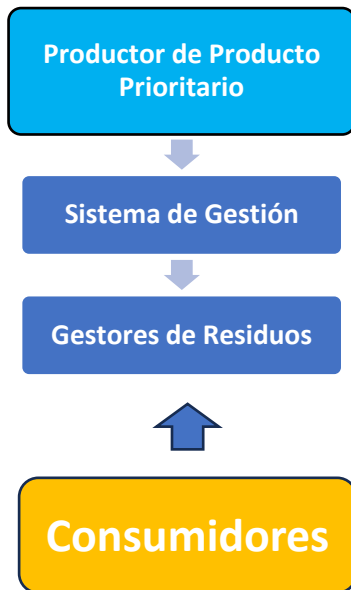 Productor de Producto
Prioritario
Sistema de Gestión
Gestores de Residuos
Consumidores